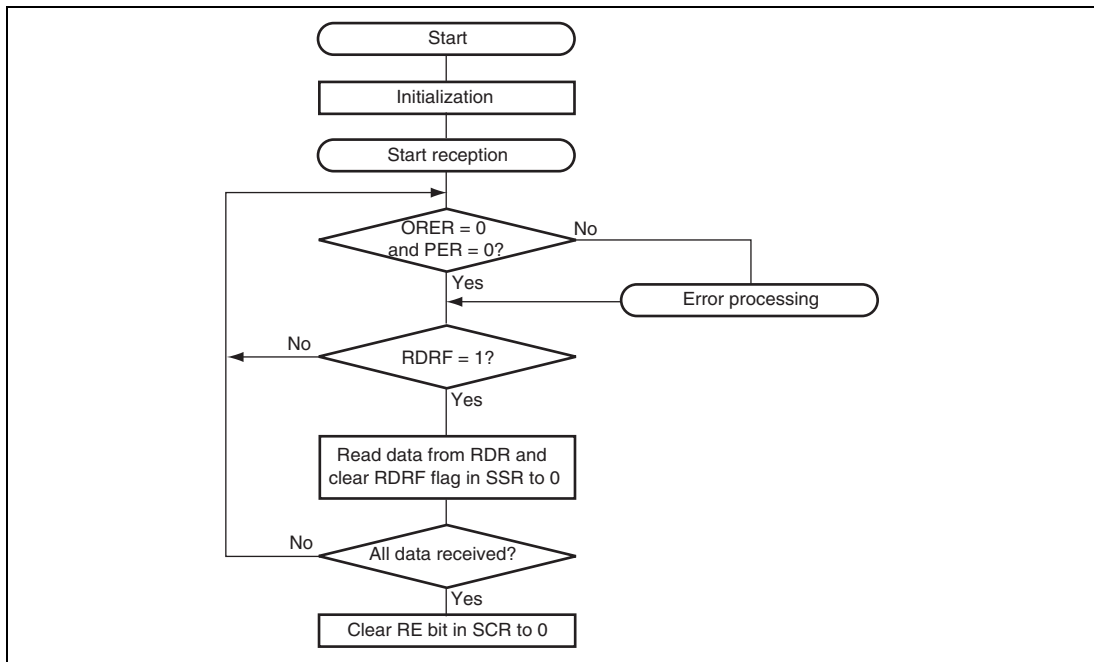 Start
Initialization
Start reception
ORER = 0
and PER = 0?
No
Yes
Error processing
No
RDRF = 1?
Yes
Read data from RDR and
clear RDRF flag in SSR to 0
No
All data received?
Yes
Clear RE bit in SCR to 0